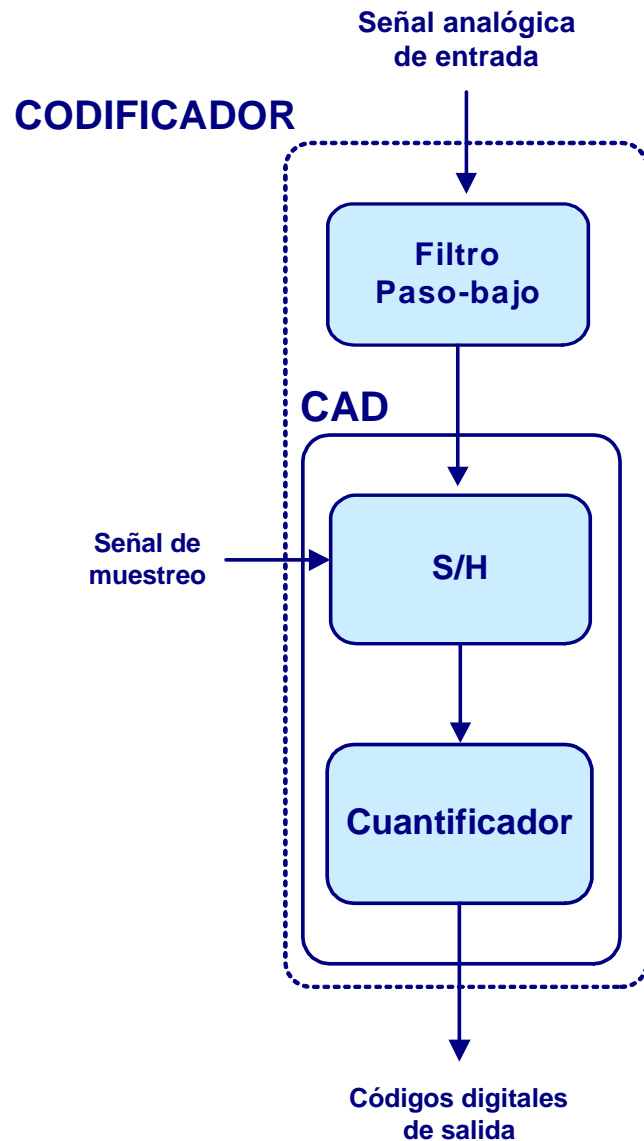 Señal analógica
de entrada
CODIFICADOR
Filtro
Paso-bajo
CAD
Señal de
muestreo
S/H
Cuantificador
Códigos digitales
de salida